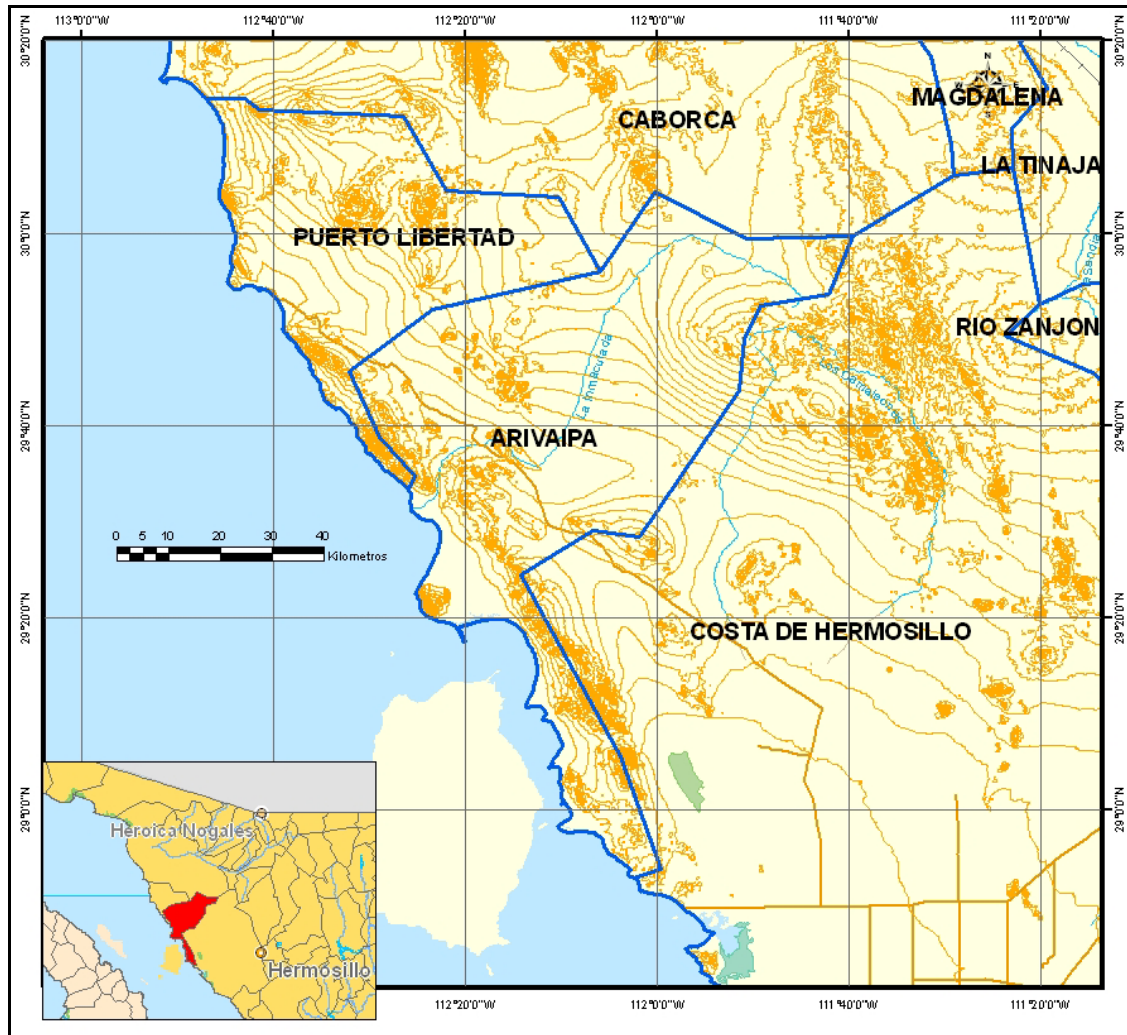 113°0'0"W 112°40'0"W 112°20'0"W 112°0'0"W 111°40'0"W 111°20'0"W
30°20'0"N 30°20'0"N
N
W E
S
MAGDALENA
CABORCA
LA TINAJA
30°0'0"N 30°0'0"N
PUERTO LIBERTAD
RIO ZANJON
La Inmaculada
Los Camaleones
29°40'0"N 29°40'0"N
ARIVAIPA
0 5 10 20 30 40
Kilometros
29°20'0"N 29°20'0"N
COSTA DE HERMOSILLO
29°0'0"N 29°0'0"N
Heroica Nogales
Hermosillo
112°20'0"W 112°0'0"W 111°40'0"W 111°20'0"W